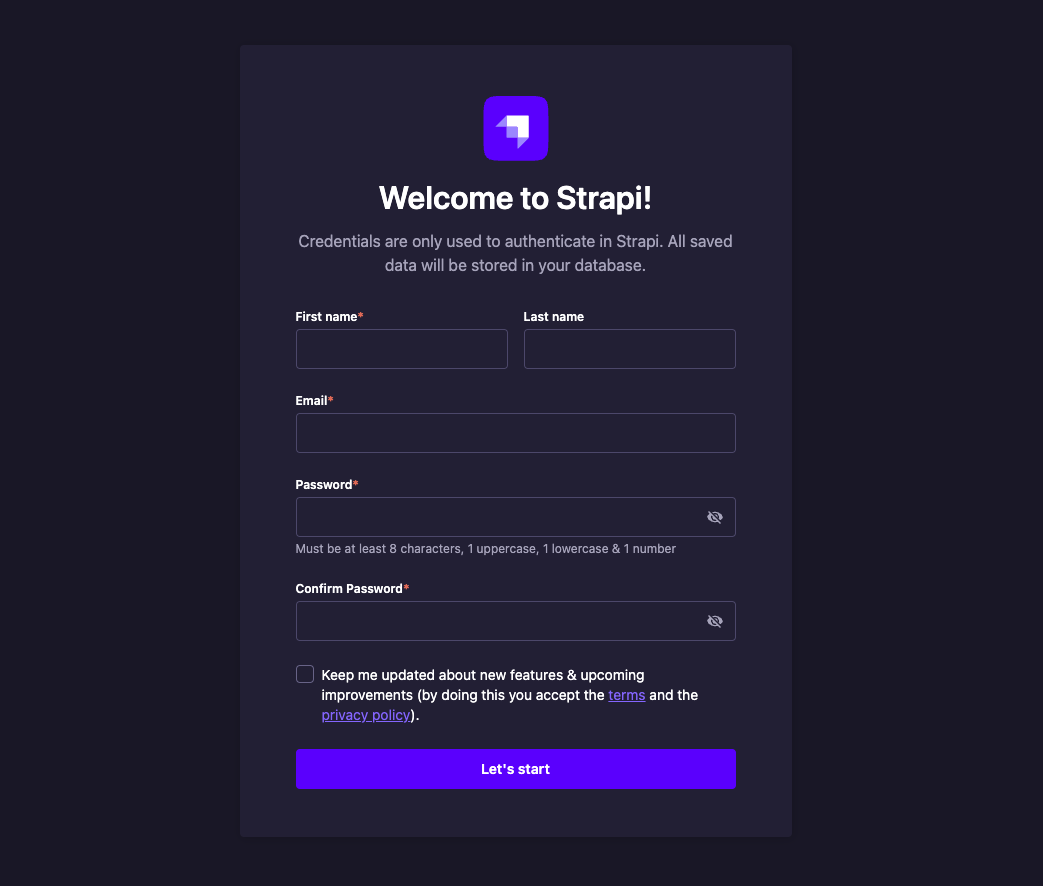 Welcome to Strapi!
Credentials are only used to authenticate in Strapi. All saved
data will be stored in your database.
First name*
Last name
Email*
Password*
Must be at least 8 characters, 1 uppercase, 1 lowercase & 1 number
Confirm Password*
Keep me updated about new features & upcoming
improvements (by doing this you accept the terms and the
privacy policy).
Let's start